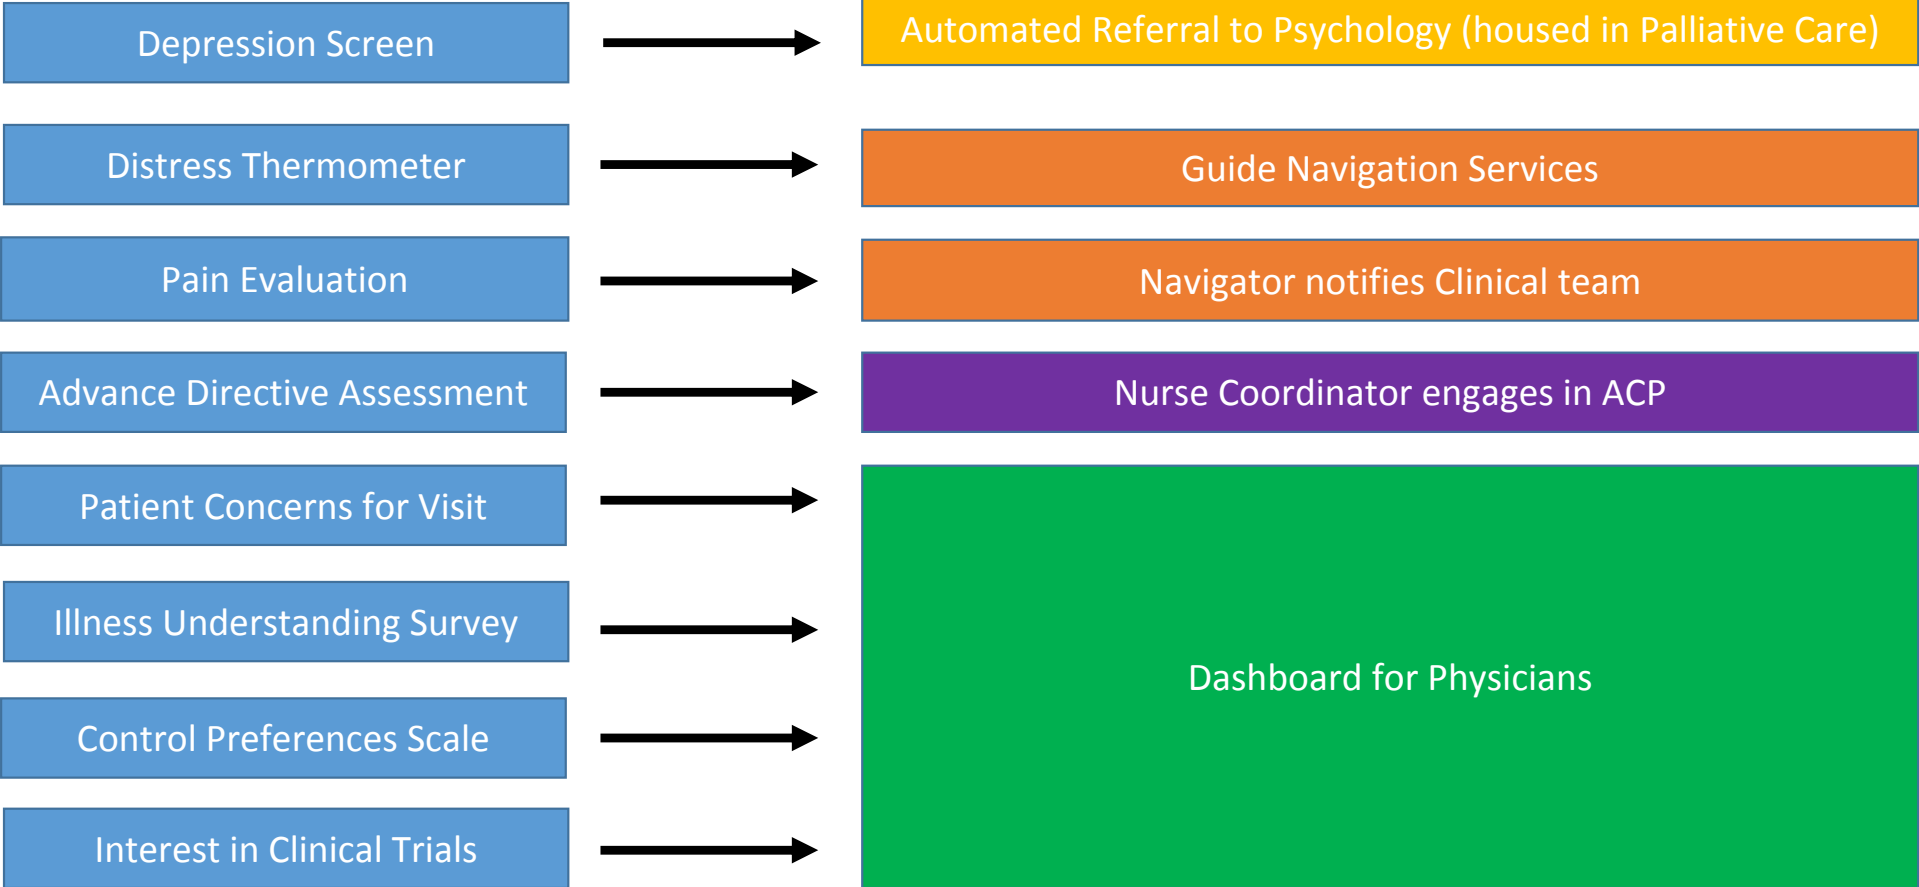 Depression Screen
Automated Referral to Psychology (housed in Palliative Care)
Distress Thermometer
Guide Navigation Services
Pain Evaluation
Navigator notifies Clinical team
Advance Directive Assessment
Nurse Coordinator engages in ACP
Patient Concerns for Visit
Illness Understanding Survey
Control Preferences Scale
Interest in Clinical Trials
Dashboard for Physicians